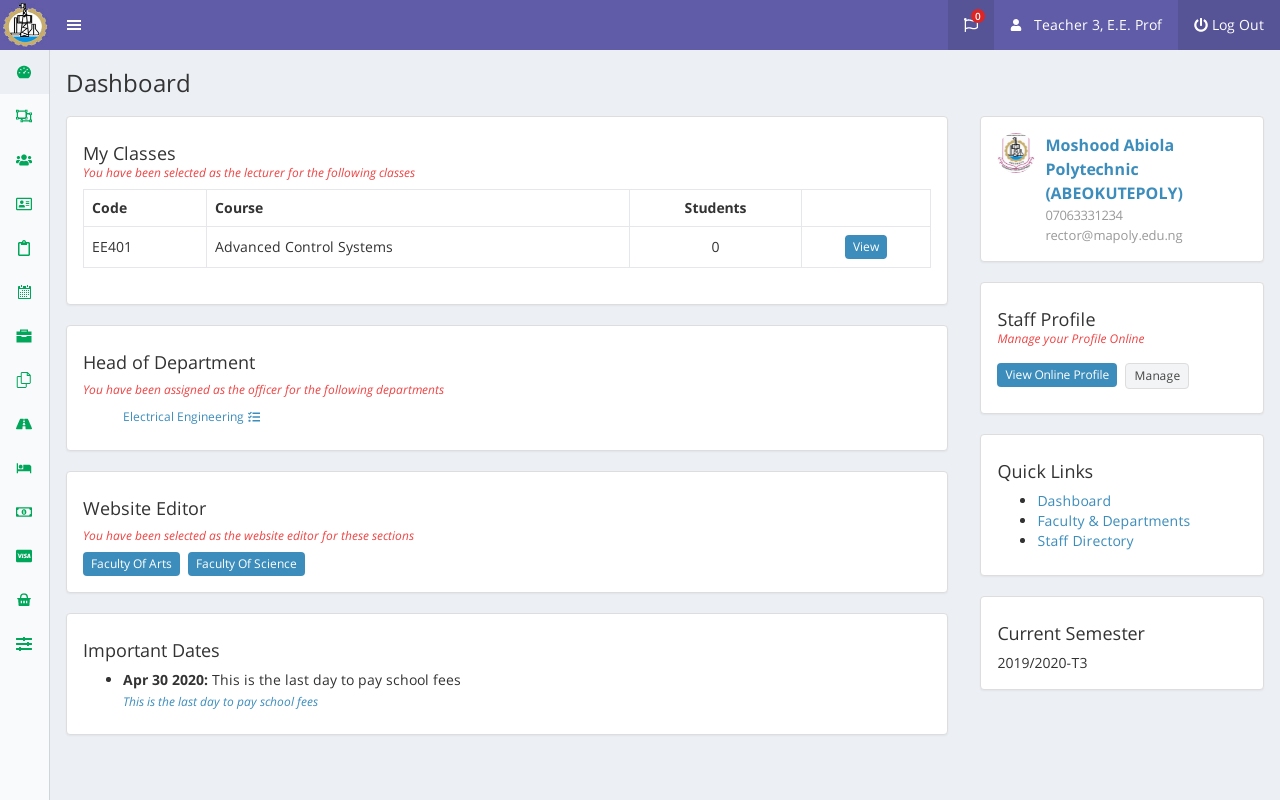 0
Teacher 3, E.E. Prof
Log Out
Dashboard
My Classes
You have been selected as the lecturer for the following classes
Code Course Students
EE401 Advanced Control Systems 0 View
Head of Department
You have been assigned as the officer for the following departments
Electrical Engineering
Website Editor
You have been selected as the website editor for these sections
Faculty Of Arts Faculty Of Science
Important Dates
Apr 30 2020: This is the last day to pay school fees
This is the last day to pay school fees
Moshood Abiola
Polytechnic
(ABEOKUTEPOLY)
07063331234
rector@mapoly.edu.ng
Staff Profile
Manage your Profile Online
View Online Profile Manage
Quick Links
Dashboard
Faculty & Departments
Staff Directory
Current Semester
2019/2020-T3